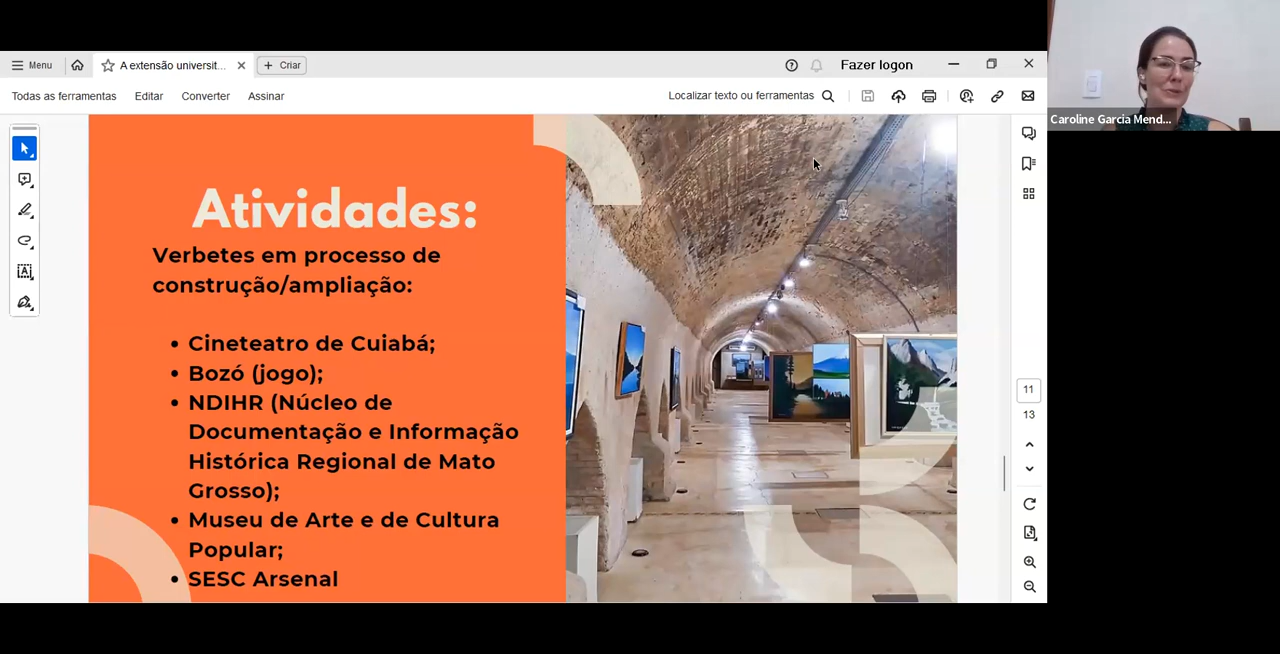 Menu
A extensão universit...
Criar
Fazer logon
Todas as ferramentas
Editar
Converter
Assinar
Localizar texto ou ferramentas
Caroline Garcia Mend...
Atividades:
Verbetes em processo de
construção/ampliação:
• Cineteatro de Cuiabá;
• Bozó (jogo);
• NDIHR (Núcleo de
Documentação e Informação
Histórica Regional de Mato
Grosso);
• Museu de Arte e de Cultura
Popular;
• SESC Arsenal
11
13